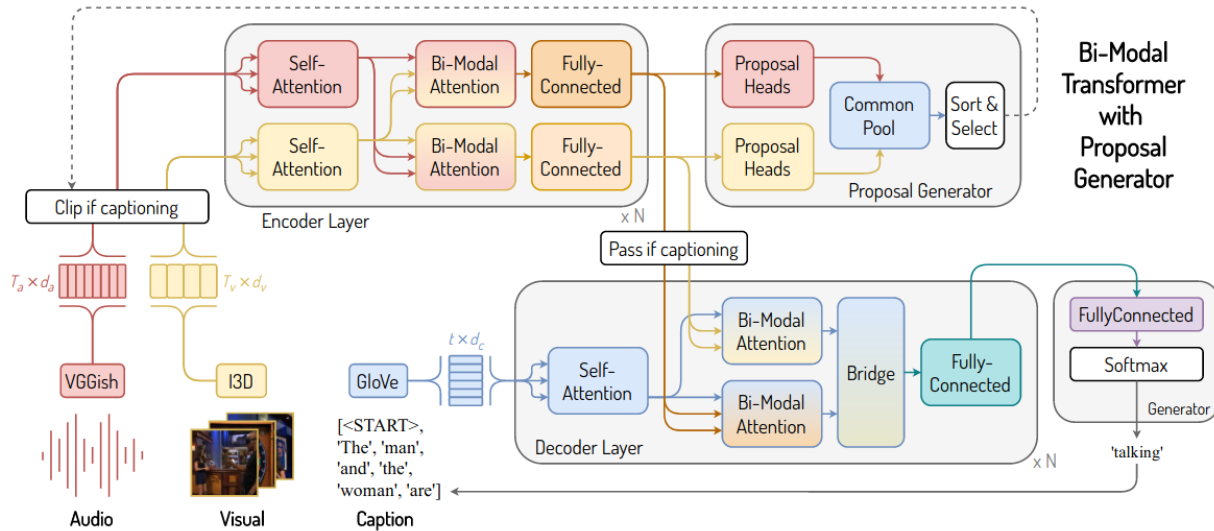 Bi-Modal
Transformer
with
Proposal
Generator
Self-
Attention
Bi-Modal
Attention
Fully-
Connected
Self-
Attention
Bi-Modal
Attention
Fully-
Connected
Encoder Layer
x N
Proposal
Heads
Common
Pool
Sort &
Select
Proposal
Heads
Proposal Generator
Clip if captioning
Pass if captioning
Tₐ × dₐ
Tᵥ × dᵥ
VGGish
I3D
Audio
Visual
GloVe
t × d_c
[<START>,
'The', 'man',
'and', 'the',
'woman', 'are']
Caption
Self-
Attention
Bi-Modal
Attention
Bi-Modal
Attention
Bridge
Fully-
Connected
Decoder Layer
x N
FullyConnected
Softmax
Generator
'talking'